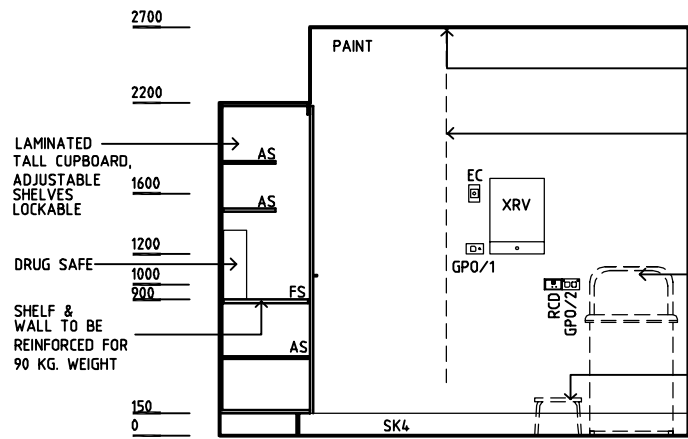 2700
PAINT
2200
LAMINATED
TALL CUPBOARD,
ADJUSTABLE
SHELVES
LOCKABLE
AS
1600
AS
EC
XRV
1200
DRUG SAFE
GPO/1
1000
900
FS
RCD
GPO/2
SHELF &
WALL TO BE
REINFORCED FOR
90 KG. WEIGHT
AS
150
0
SK4